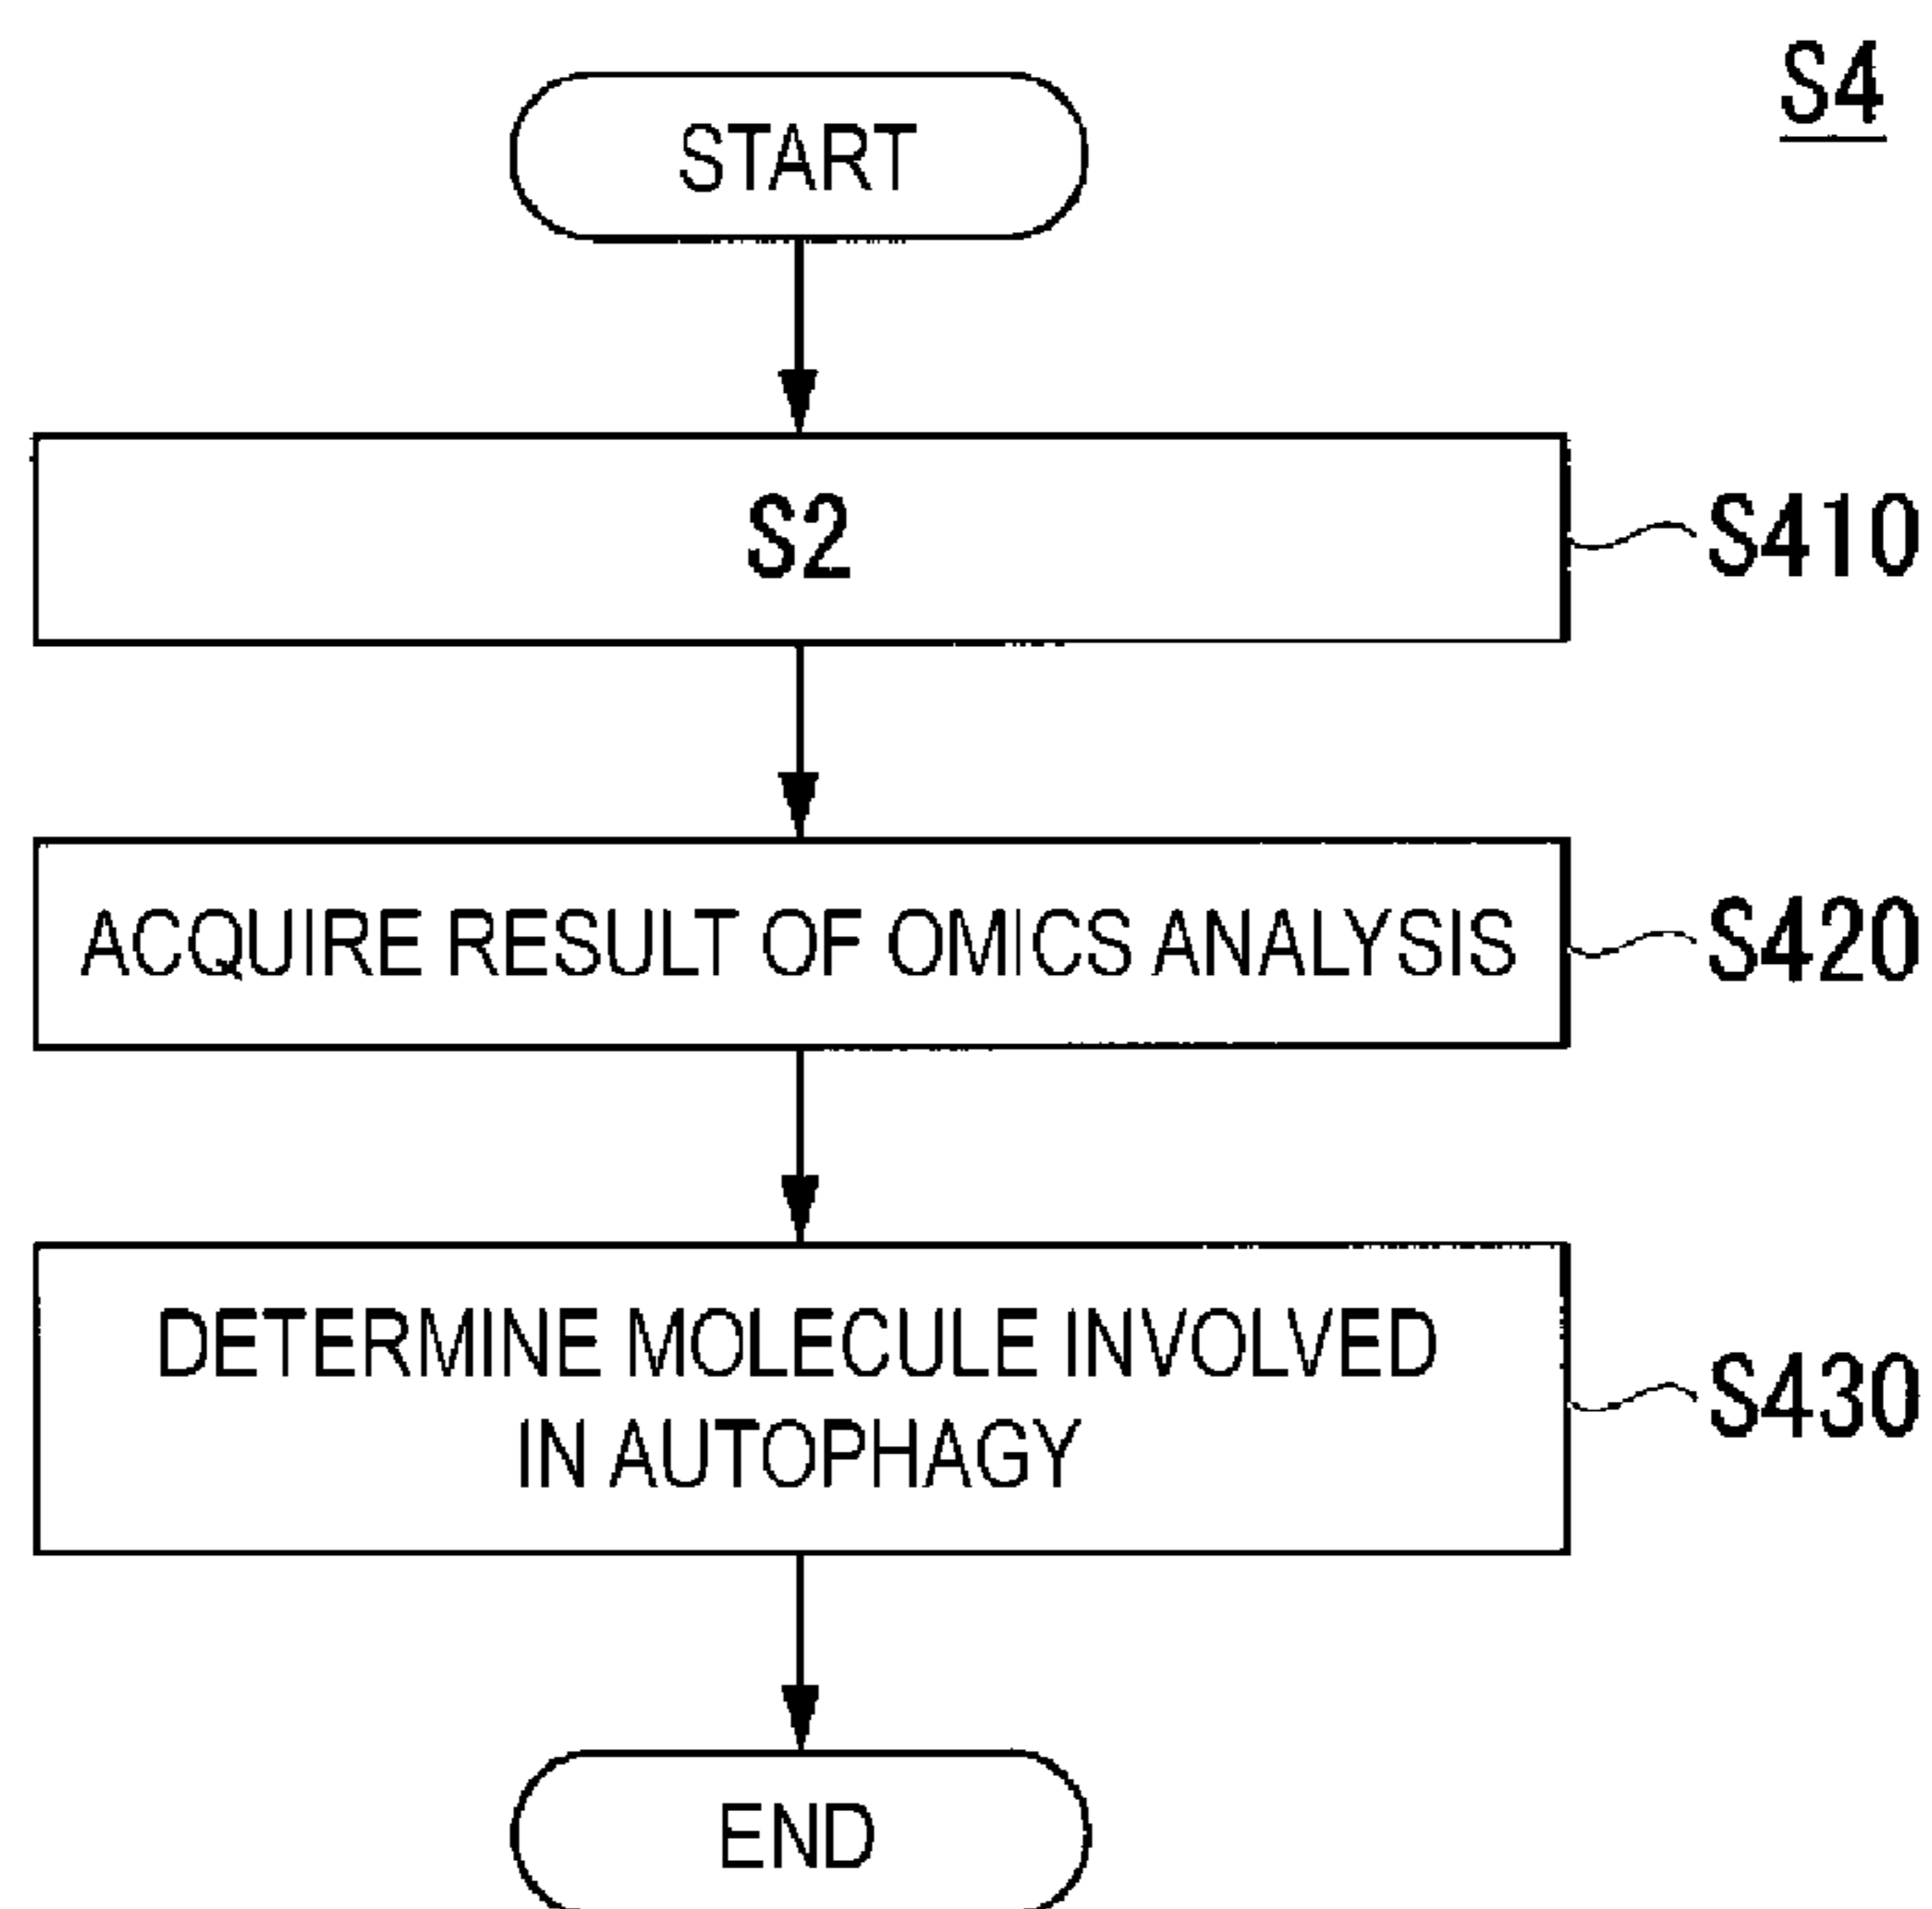 S4
START
S2
S410
ACQUIRE RESULT OF OMICS ANALYSIS
S420
DETERMINE MOLECULE INVOLVED
IN AUTOPHAGY
S430
END